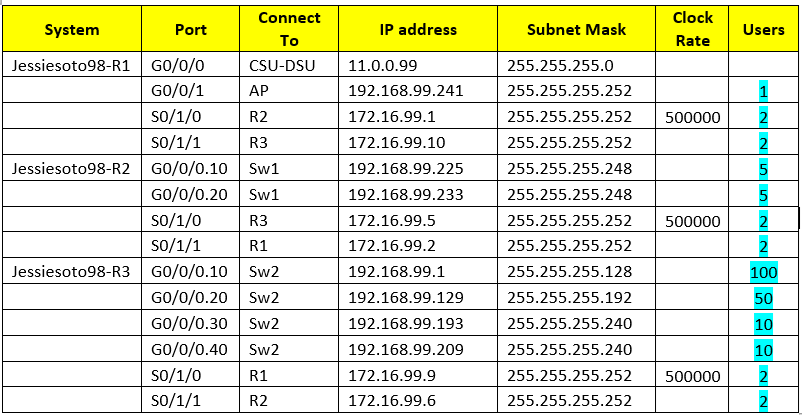 System Port Connect To IP address Subnet Mask Clock Rate Users
Jessiesoto98-R1 G0/0/0 CSU-DSU 11.0.0.99 255.255.255.0
G0/0/1 AP 192.168.99.241 255.255.255.252 1
S0/1/0 R2 172.16.99.1 255.255.255.252 500000 2
S0/1/1 R3 172.16.99.10 255.255.255.252 2
Jessiesoto98-R2 G0/0/0.10 Sw1 192.168.99.225 255.255.255.248 5
G0/0/0.20 Sw1 192.168.99.233 255.255.255.248 5
S0/1/0 R3 172.16.99.5 255.255.255.252 500000 2
S0/1/1 R1 172.16.99.2 255.255.255.252 2
Jessiesoto98-R3 G0/0/0.10 Sw2 192.168.99.1 255.255.255.128 100
G0/0/0.20 Sw2 192.168.99.129 255.255.255.192 50
G0/0/0.30 Sw2 192.168.99.193 255.255.255.240 10
G0/0/0.40 Sw2 192.168.99.209 255.255.255.240 10
S0/1/0 R1 172.16.99.9 255.255.255.252 500000 2
S0/1/1 R2 172.16.99.6 255.255.255.252 2